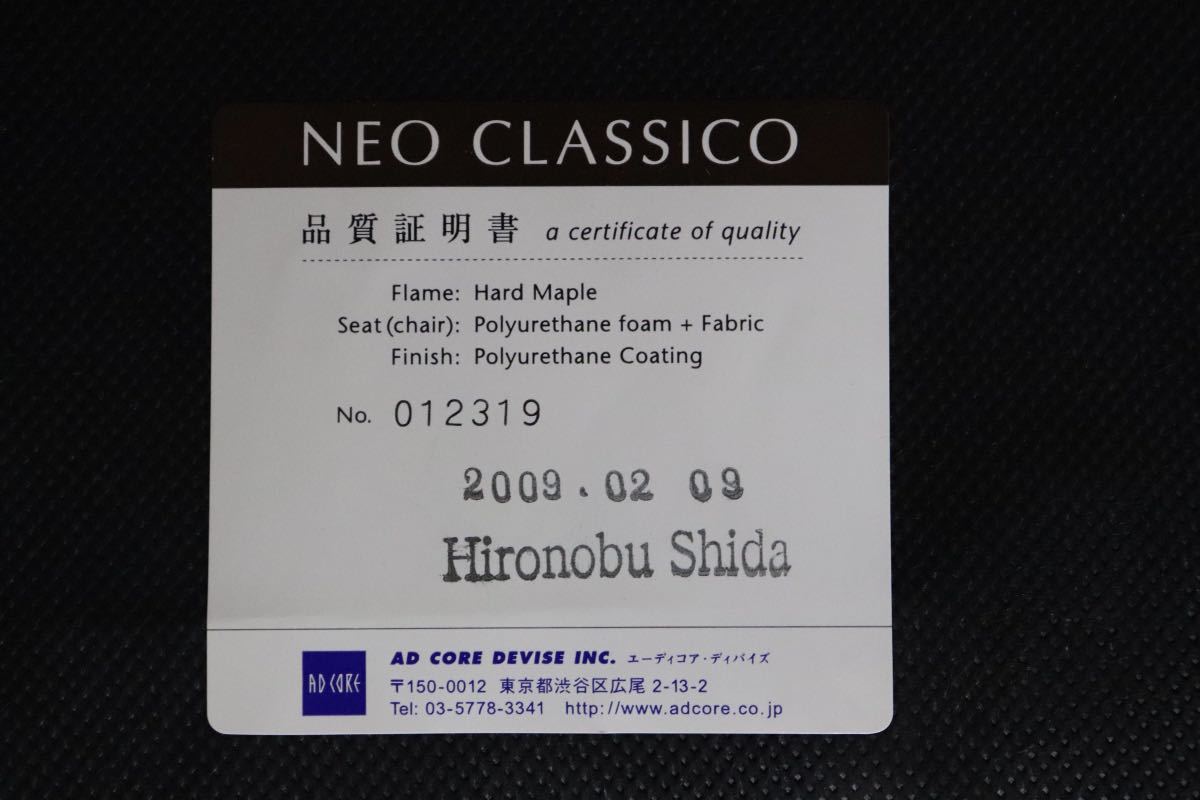 NEO CLASSICO
品質証明書 a certificate of quality
Flame: Hard Maple
Seat (chair): Polyurethane foam + Fabric
Finish: Polyurethane Coating
No. 012319
2009.02 09
Hironobu Shida
AD CORE DEVISE INC. エーディコア・ディバイズ
AD CORE
〒150-0012 東京都渋谷区広尾 2-13-2
Tel: 03-5778-3341 http://www.adcore.co.jp